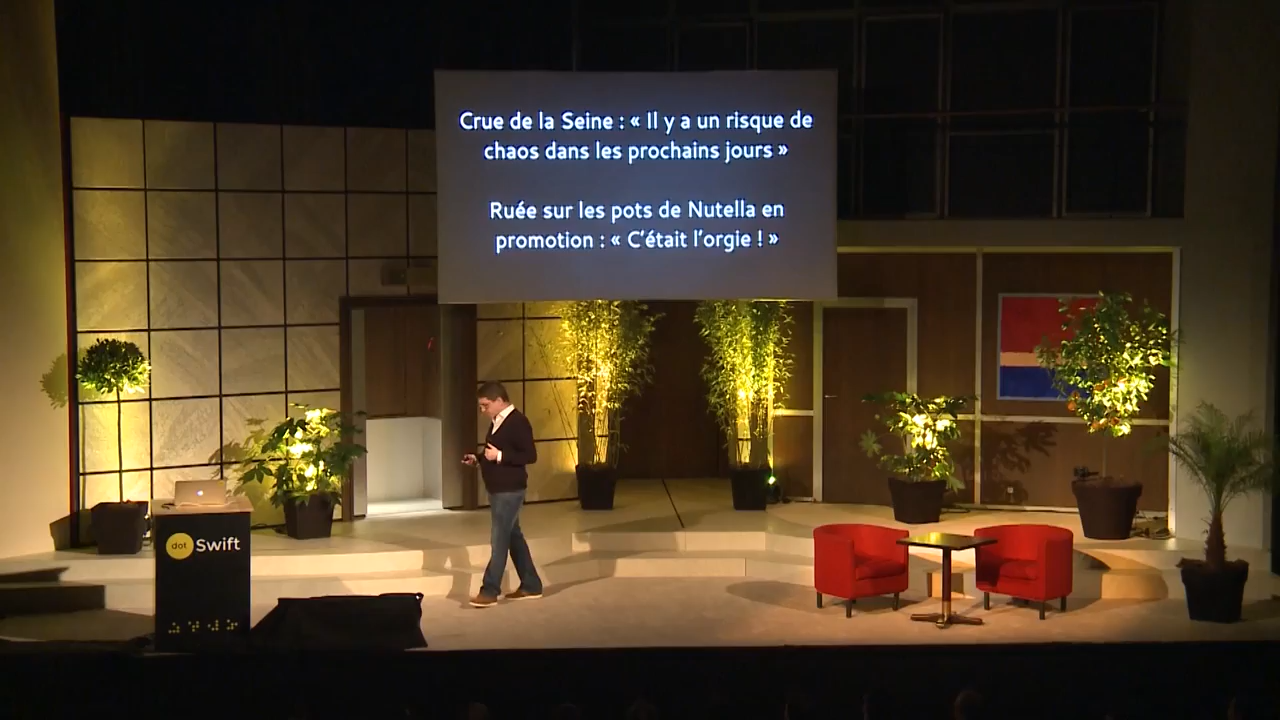 Crue de la Seine : « Il y a un risque de
chaos dans les prochains jours »
Ruée sur les pots de Nutella en
promotion : « C'était l'orgie ! »
dot Swift